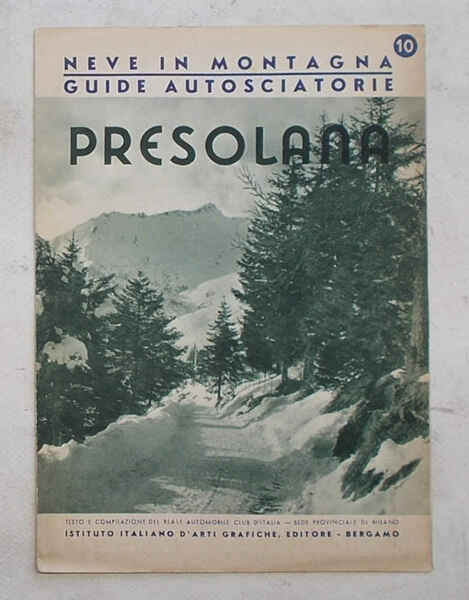 10
NEVE IN MONTAGNA
GUIDE AUTOSCIATORIE
PRESOLANA
TESTO E COMPILAZIONE DEL REALE AUTOMOBILE CLUB D'ITALIA — SEDE PROVINCIALE DI MILANO
ISTITUTO ITALIANO D'ARTI GRAFICHE, EDITORE - BERGAMO